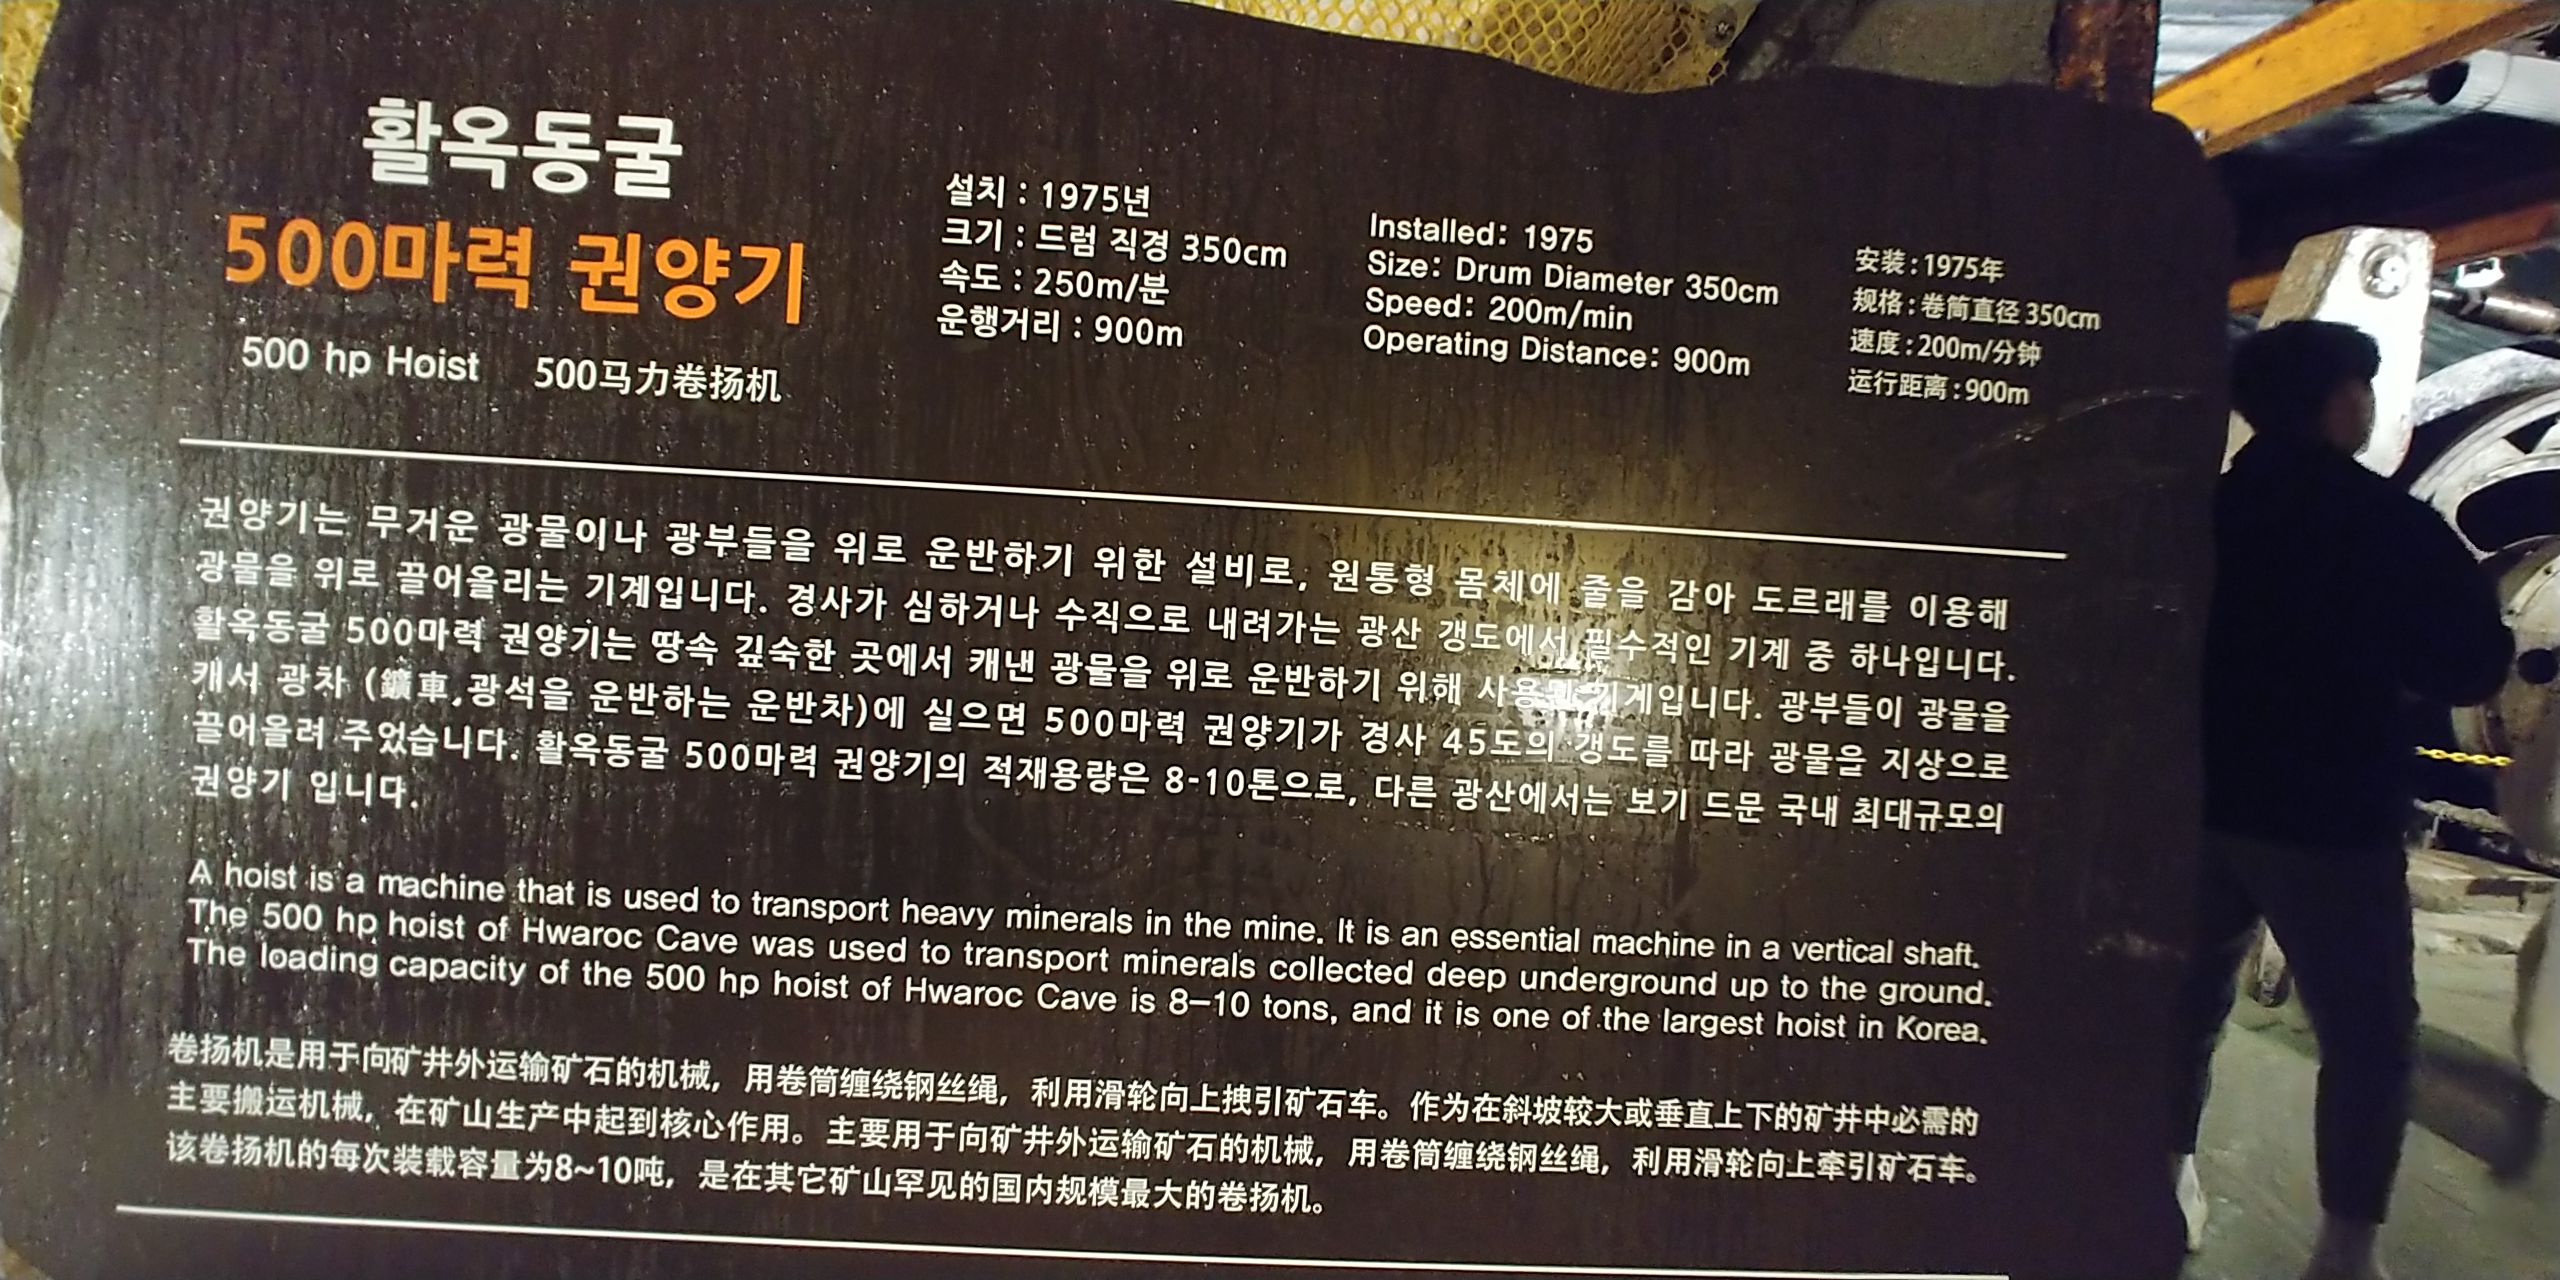 활옥동굴
500마력 권양기
500 hp Hoist 500马力卷扬机
설치 : 1975년
크기 : 드럼 직경 350cm
속도 : 250m/분
운행거리 : 900m
Installed: 1975
Size: Drum Diameter 350cm
Speed: 200m/min
Operating Distance: 900m
安装:1975年
规格:卷筒直径 350cm
速度:200m/分钟
运行距离:900m
권양기는 무거운 광물이나 광부들을 위로 운반하기 위한 설비로, 원통형 몸체에 줄을 감아 도르래를 이용해
광물을 위로 끌어올리는 기계입니다. 경사가 심하거나 수직으로 내려가는 광산 갱도에서 필수적인 기계 중 하나입니다.
활옥동굴 500마력 권양기는 땅속 깊숙한 곳에서 캐낸 광물을 위로 운반하기 위해 사용된 기계입니다. 광부들이 광물을
캐서 광차 (鑛車,광석을 운반하는 운반차)에 실으면 500마력 권양기가 경사 45도의 갱도를 따라 광물을 지상으로
끌어올려 주었습니다. 활옥동굴 500마력 권양기의 적재용량은 8-10톤으로, 다른 광산에서는 보기 드문 국내 최대규모의
권양기 입니다.
A hoist is a machine that is used to transport heavy minerals in the mine. It is an essential machine in a vertical shaft.
The 500 hp hoist of Hwaroc Cave was used to transport minerals collected deep underground up to the ground.
The loading capacity of the 500 hp hoist of Hwaroc Cave is 8–10 tons, and it is one of the largest hoist in Korea.
卷扬机是用于向矿井外运输矿石的机械，用卷筒缠绕钢丝绳，利用滑轮向上拽引矿石车。作为在斜坡较大或垂直上下的矿井中必需的
主要搬运机械，在矿山生产中起到核心作用。主要用于向矿井外运输矿石的机械，用卷筒缠绕钢丝绳，利用滑轮向上牵引矿石车。
该卷扬机的每次装载容量为8~10吨，是在其它矿山罕见的国内规模最大的卷扬机。